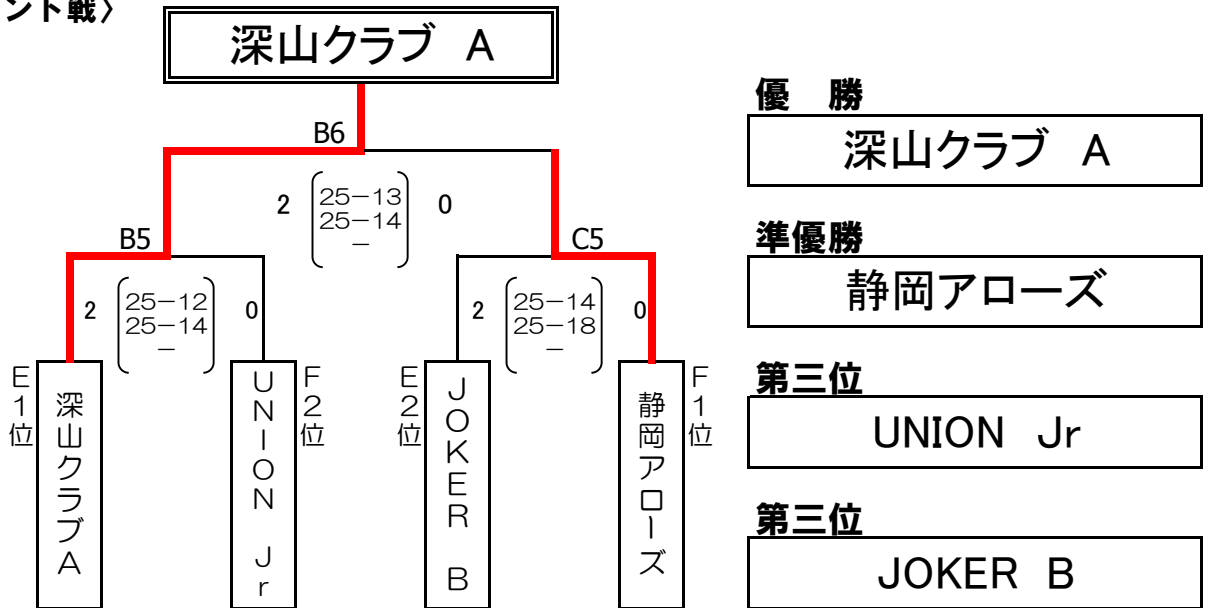 ント戦〉
深山クラブ A
B6
2 25-13 0
25-14
-
B5
C5
2 25-12 0
25-14
-
2 25-14 0
25-18
-
E1位
深山クラブA
UNION Jr
F2位
E2位
JOKER B
静岡アローズ
F1位
優 勝
深山クラブ A
準優勝
静岡アローズ
第三位
UNION Jr
第三位
JOKER B